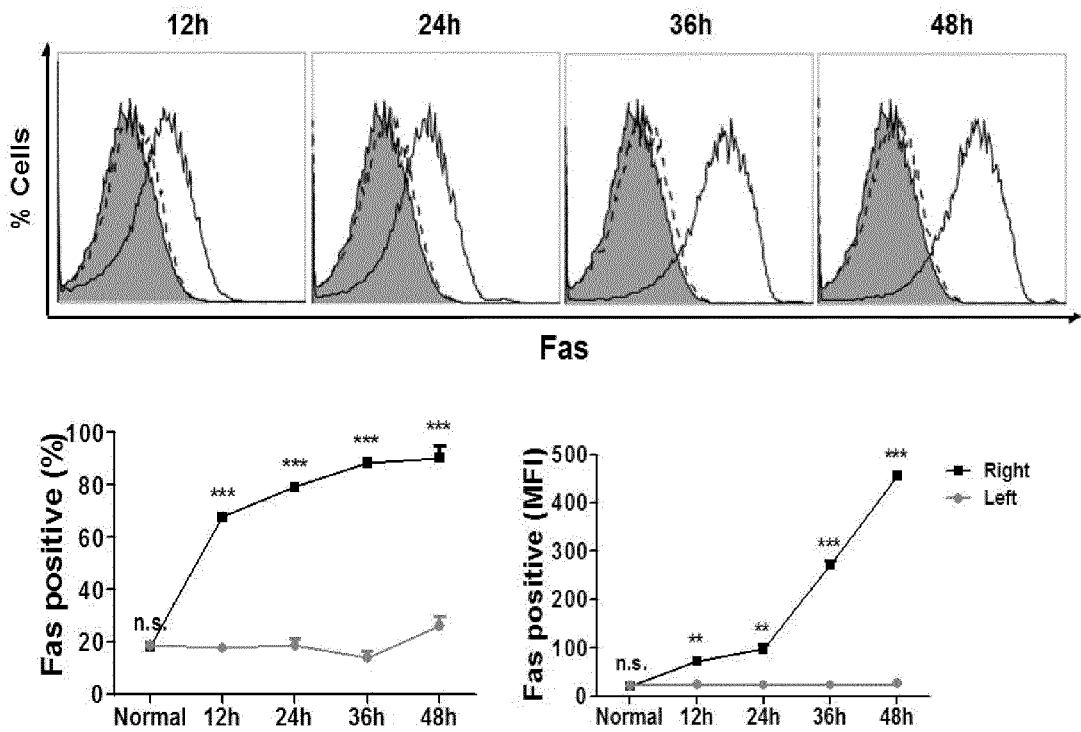 12h 24h 36h 48h
% Cells
Fas
Fas positive (%)
100
80
60
40
20
0
n.s.
***
***
***
***
Normal 12h 24h 36h 48h
Fas positive (MFI)
500
400
300
200
100
0
n.s.
**
**
***
***
Normal 12h 24h 36h 48h
Right
Left